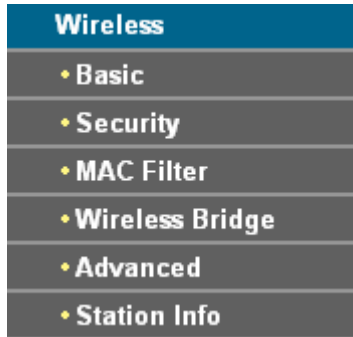 Wireless
• Basic
• Security
• MAC Filter
• Wireless Bridge
• Advanced
• Station Info